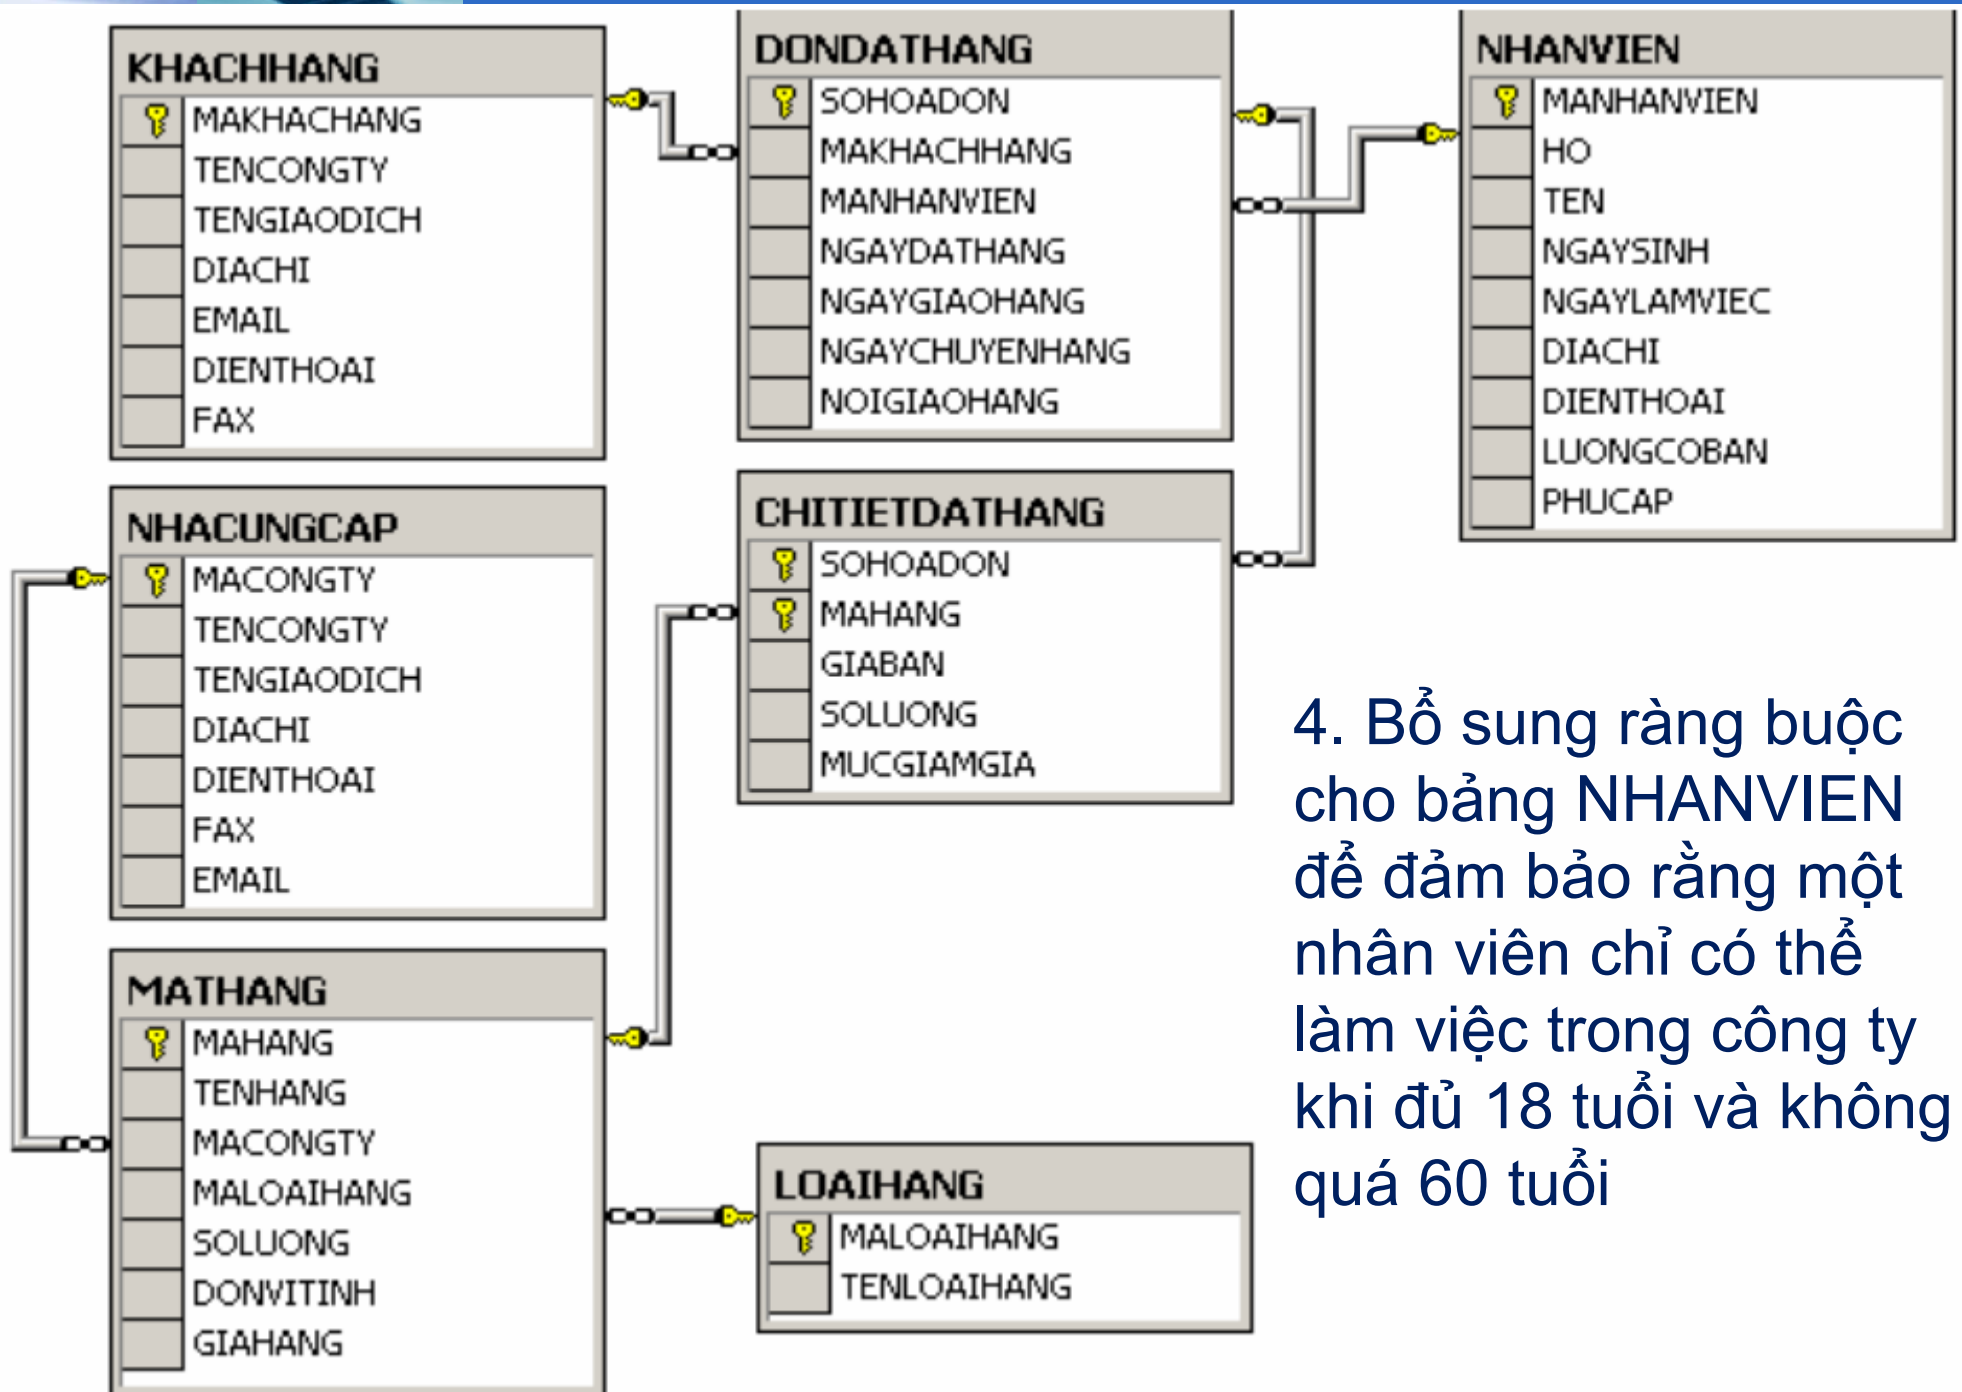 KHACHHANG
MAKHACHANG
TENCONGTY
TENGIAODICH
DIACHI
EMAIL
DIENTHOAI
FAX
DONDATHANG
SOHOADON
MAKHACHHANG
MANHANVIEN
NGAYDATHANG
NGAYGIAOHANG
NGAYCHUYENHANG
NOIGIAOHANG
NHANVIEN
MANHANVIEN
HO
TEN
NGAYSINH
NGAYLAMVIEC
DIACHI
DIENTHOAI
LUONGCOBAN
PHUCAP
NHACUNGCAP
MACONGTY
TENCONGTY
TENGIAODICH
DIACHI
DIENTHOAI
FAX
EMAIL
CHITIETDATHANG
SOHOADON
MAHANG
GIABAN
SOLUONG
MUCGIAMGIA
MATHANG
MAHANG
TENHANG
MACONGTY
MALOAIHANG
SOLUONG
DONVITINH
GIAHANG
LOAIHANG
MALOAIHANG
TENLOAIHANG
4. Bổ sung ràng buộc
cho bảng NHANVIEN
để đảm bảo rằng một
nhân viên chỉ có thể
làm việc trong công ty
khi đủ 18 tuổi và không
quá 60 tuổi